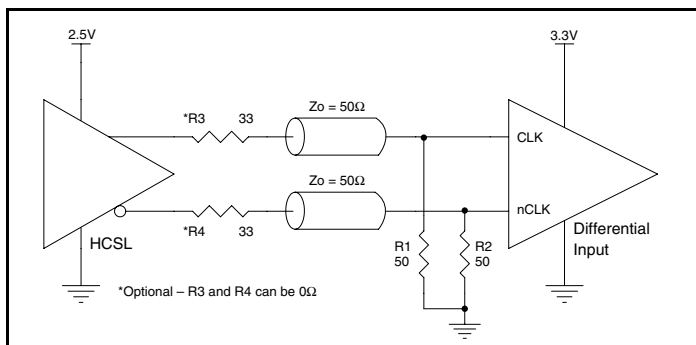 2.5V
3.3V
*R3 33
Zo = 50Ω
CLK
Zo = 50Ω
nCLK
HCSL
*R4 33
R1
50
R2
50
Differential
Input
*Optional – R3 and R4 can be 0Ω